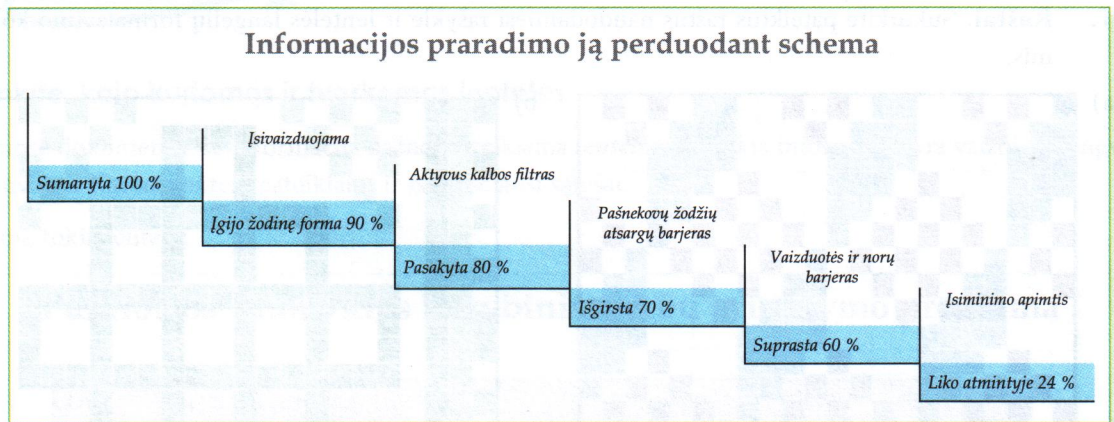 Informacijos praradimo ją perduodant schema
Sumanyta 100 %
Įsivaizduojama
Įgijo žodinę forma 90 %
Aktyvus kalbos filtras
Pasakyta 80 %
Pašnekovų žodžių
atsargų barjeras
Išgirsta 70 %
Vaizduotės ir norų
barjeras
Suprasta 60 %
Įsiminimo apimtis
Liko atmintyje 24 %